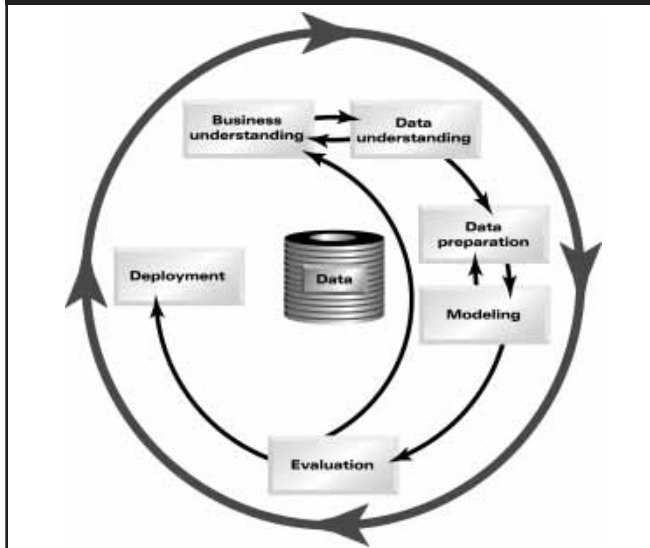 Business
understanding
Data
understanding
Data
preparation
Modeling
Evaluation
Deployment
Data